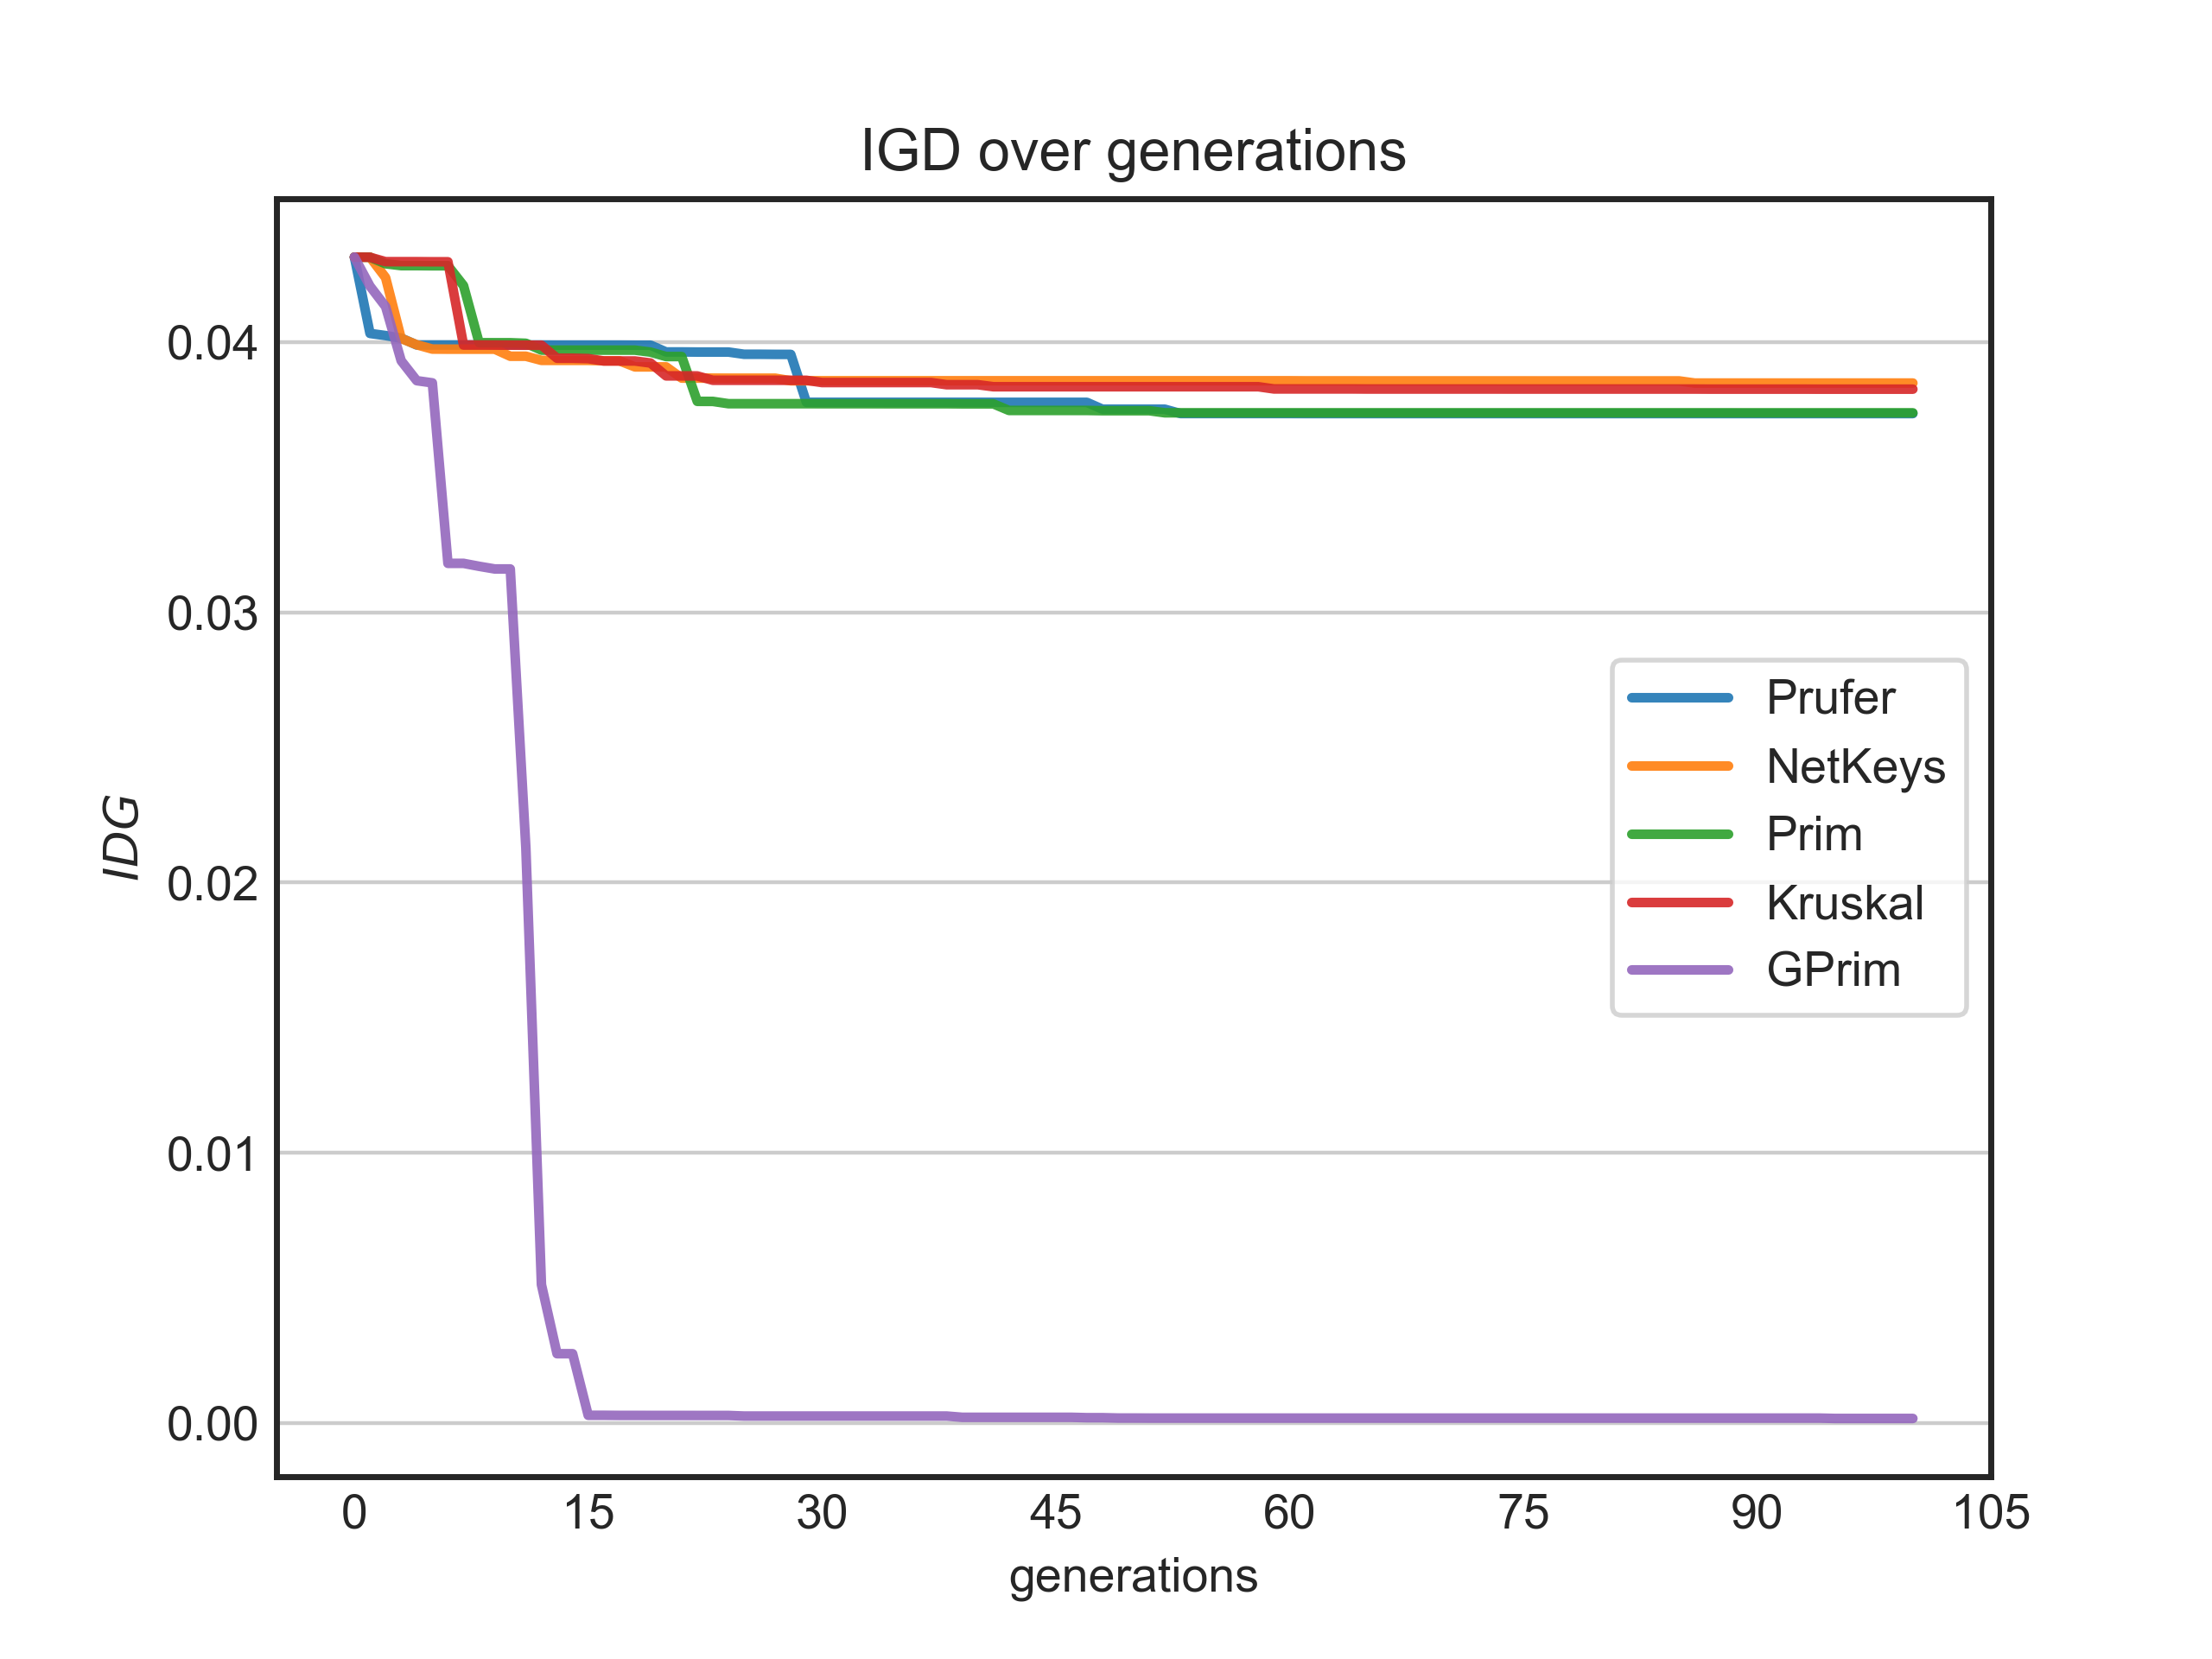 IGD over generations
IDG
0.04
0.03
0.02
0.01
0.00
0 15 30 45 60 75 90 105
generations
Prufer
NetKeys
Prim
Kruskal
GPrim